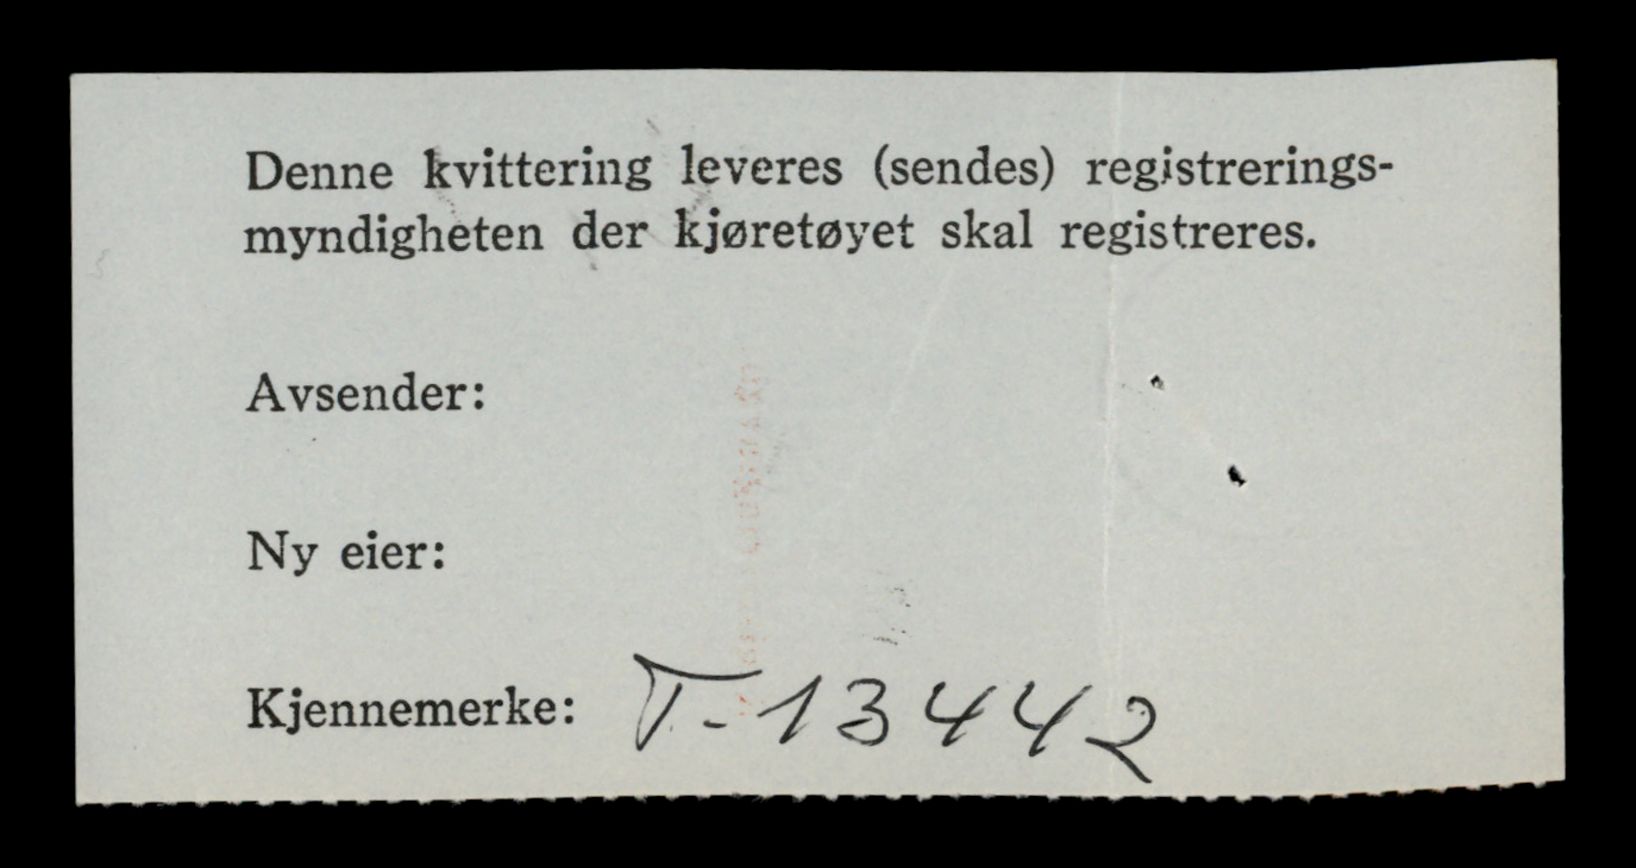 Denne kvittering leveres (sendes) registrerings-
myndigheten der kjøretøyet skal registreres.
Avsender:
Ny eier:
Kjennemerke: T-13442